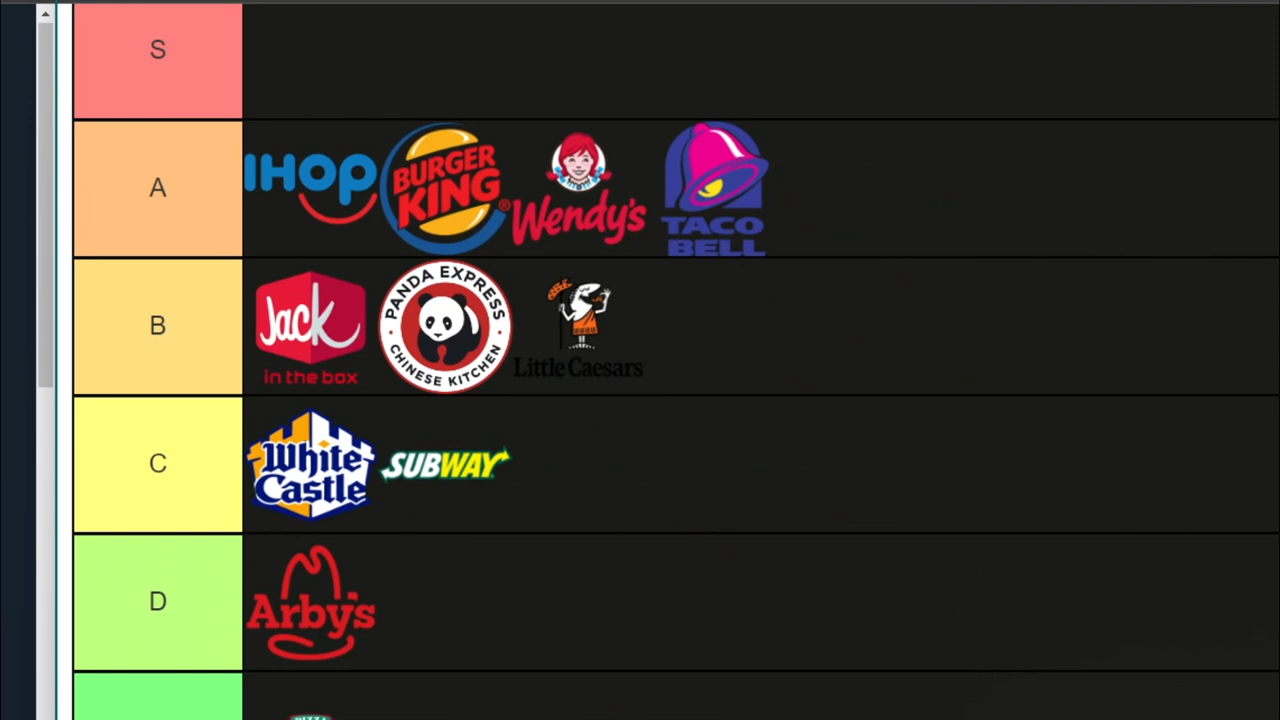 S
A
IHOP
BURGER
KING®
Wendy's
TACO
BELL
B
Jack
in the box
PANDA EXPRESS
CHINESE KITCHEN
Little Caesars
C
White
Castle
SUBWAY
D
Arby's
PIZZA